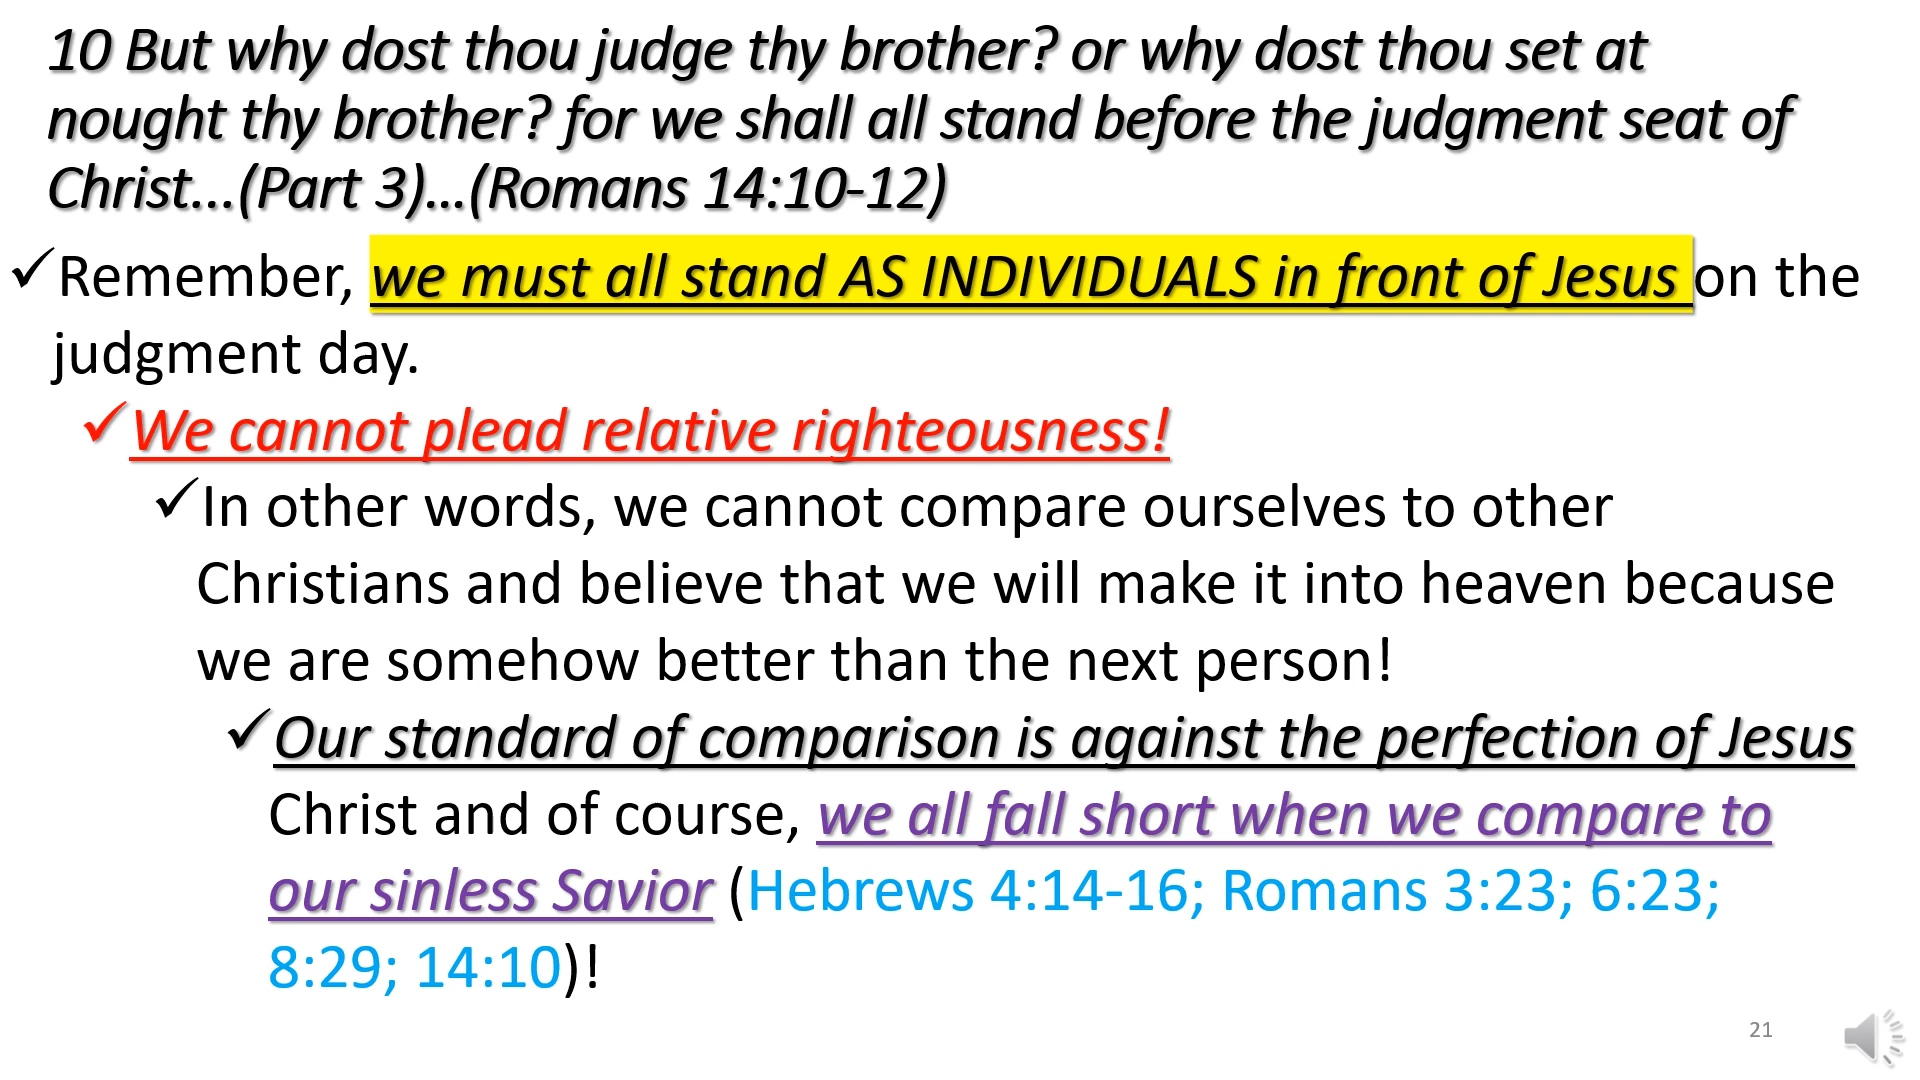 10 But why dost thou judge thy brother? or why dost thou set at
nought thy brother? for we shall all stand before the judgment seat of
Christ...(Part 3)...(Romans 14:10-12)
✓Remember, we must all stand AS INDIVIDUALS in front of Jesus on the
judgment day.
✓We cannot plead relative righteousness!
✓In other words, we cannot compare ourselves to other
Christians and believe that we will make it into heaven because
we are somehow better than the next person!
✓Our standard of comparison is against the perfection of Jesus
Christ and of course, we all fall short when we compare to
our sinless Savior (Hebrews 4:14-16; Romans 3:23; 6:23;
8:29; 14:10)!
21